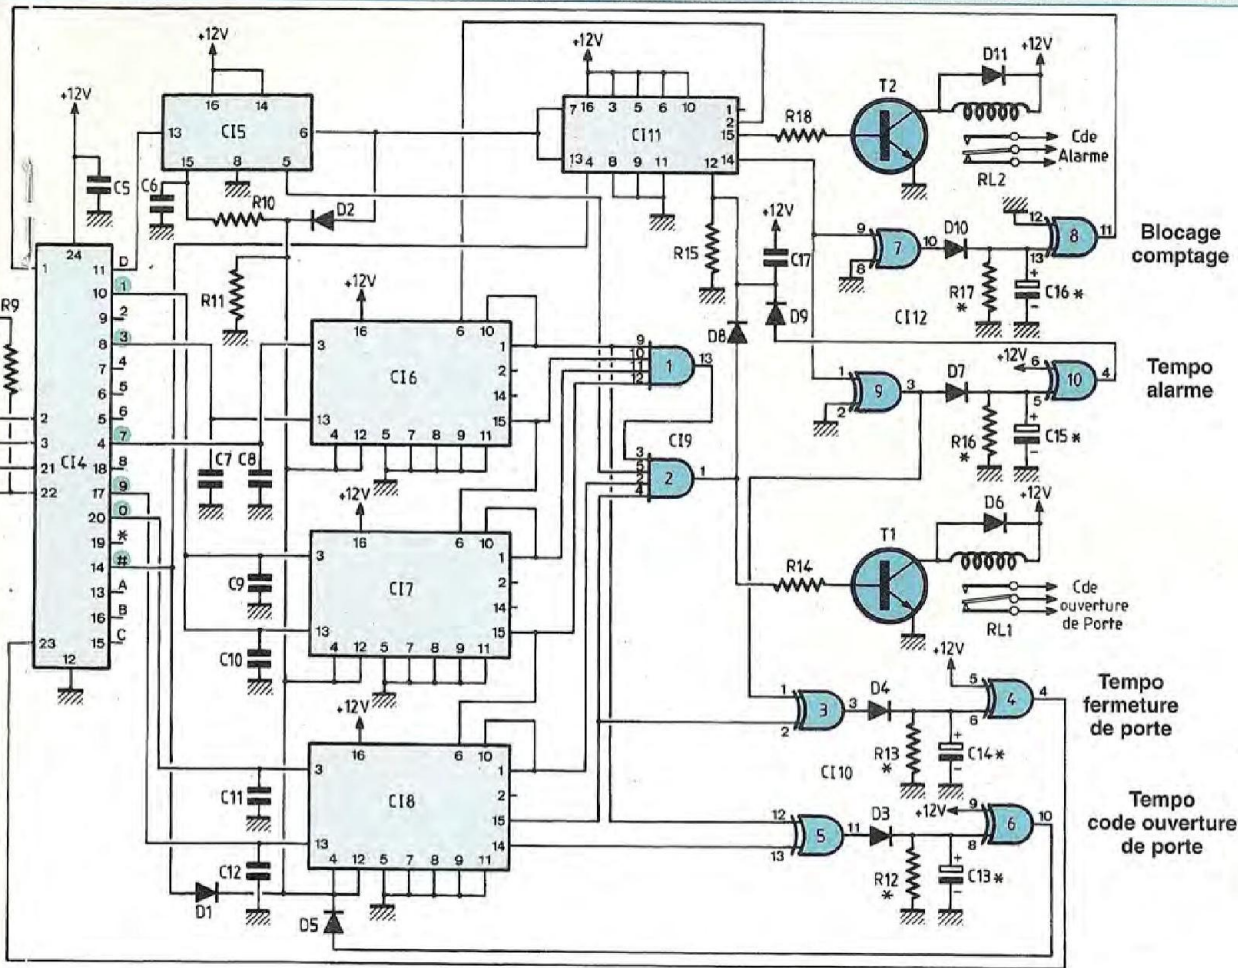 +12V
+12V
+12V
+12V
D11
T2
16 14
16 3 5 6 10
7
1
2
15
R18
Cde
Alarme
RL2
13
CI5
6
CI11
15 8 5
13 4 8 9 11
12 14
C5
C6
R10
D2
R15
+12V
C17
9
8
7
10
D10
12
13
8
11
Blocage
comptage
R17
*
C16 *
CI12
24
1
D
11
1
10
2
9
3
8
4
7
5
6
6
5
7
4
8
18
9
17
0
20
*
19
#
14
A
13
B
16
C
15
R9
2
3
21
22
23
12
CI4
R11
+12V
16 6 10
3
1
2
14
15
13
CI6
4 12 5 7 8 9 11
C7 C8
9
10
11
12
1
13
D8
D9
1
2
9
3
D7
+12V
6
5
10
4
Tempo
alarme
R16
*
C15 *
CI9
3
5
2
4
2
1
+12V
16 6 10
3
1
2
14
15
13
CI7
4 12 5 7 8 9 11
C9
C10
R14
T1
D6
+12V
Cde
ouverture
de Porte
RL1
+12V
16 6 10
3
1
2
15
14
13
CI8
4 12 5 7 8 9 11
C11
C12
D1
D5
1
2
3
3
D4
+12V
5
6
4
4
Tempo
fermeture
de porte
R13
*
C14 *
CI10
12
13
5
11
D3
+12V
9
8
6
10
Tempo
code ouverture
de porte
R12
*
C13 *